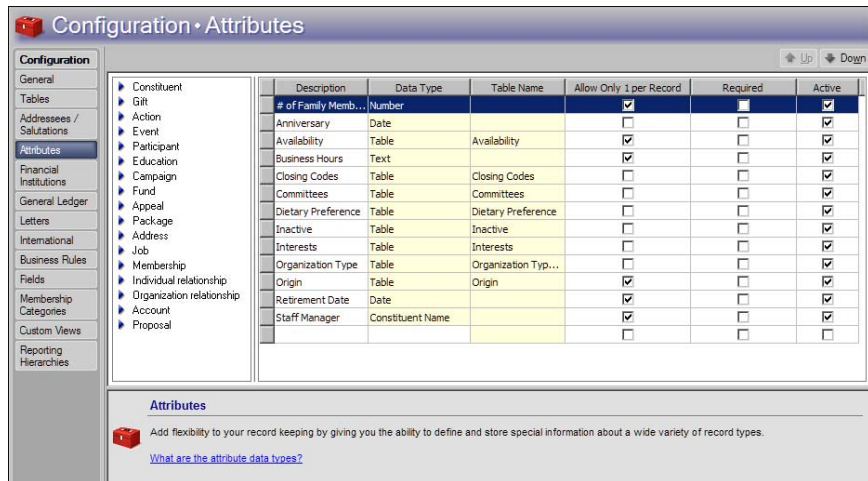 Configuration • Attributes
Up Down
Configuration
General
Tables
Addressees /
Salutations
Attributes
Financial
Institutions
General Ledger
Letters
International
Business Rules
Fields
Membership
Categories
Custom Views
Reporting
Hierarchies
Constituent
Gift
Action
Event
Participant
Education
Campaign
Fund
Appeal
Package
Address
Job
Membership
Individual relationship
Organization relationship
Account
Proposal
Description Data Type Table Name Allow Only 1 per Record Required Active
# of Family Memb... Number
Anniversary Date
Availability Table Availability
Business Hours Text
Closing Codes Table Closing Codes
Committees Table Committees
Dietary Preference Table Dietary Preference
Inactive Table Inactive
Interests Table Interests
Organization Type Table Organization Typ...
Origin Table Origin
Retirement Date Date
Staff Manager Constituent Name
Attributes
Add flexibility to your record keeping by giving you the ability to define and store special information about a wide variety of record types.
What are the attribute data types?